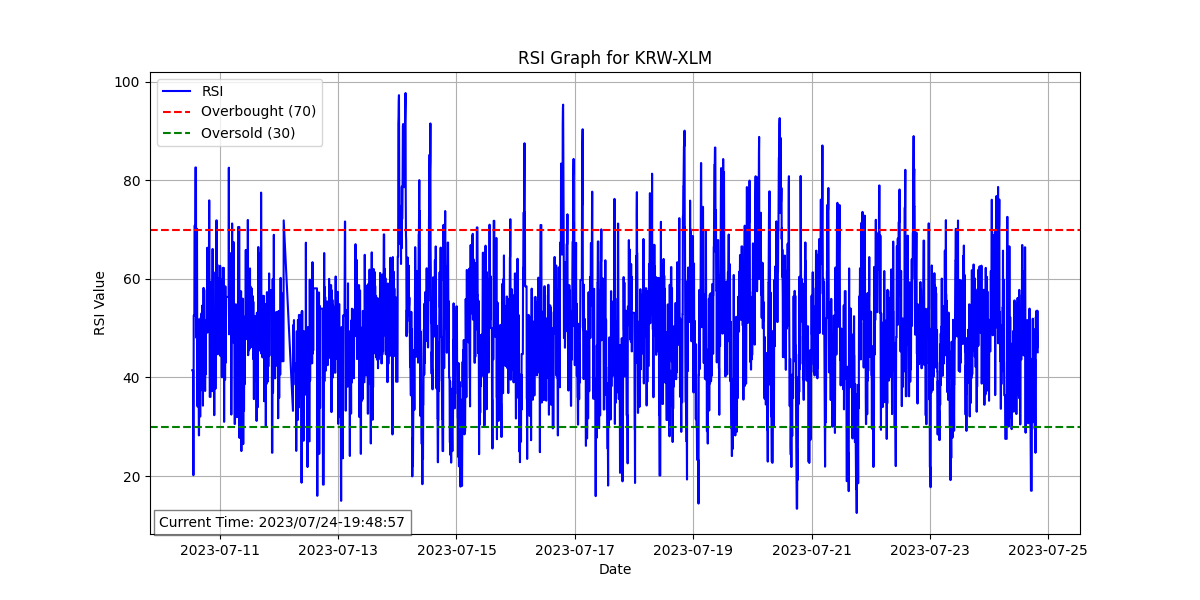 RSI Graph for KRW-XLM
100
80
60
40
20
RSI Value
RSI
Overbought (70)
Oversold (30)
Current Time: 2023/07/24-19:48:57
2023-07-11 2023-07-13 2023-07-15 2023-07-17 2023-07-19 2023-07-21 2023-07-23 2023-07-25
Date